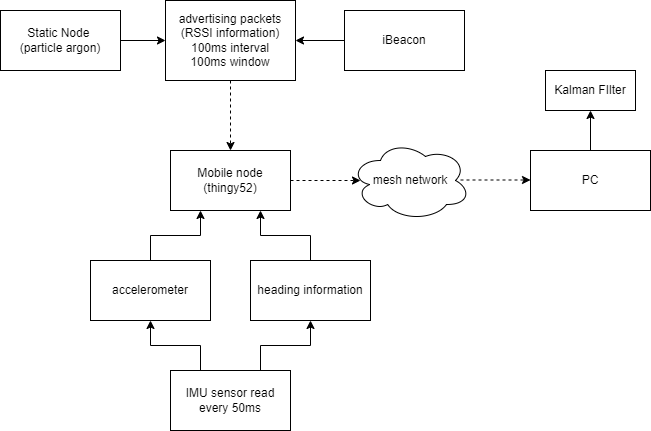 Static Node
(particle argon)
advertising packets
(RSSI information)
100ms interval
100ms window
iBeacon
Kalman FIlter
Mobile node
(thingy52)
mesh network
PC
accelerometer
heading information
IMU sensor read
every 50ms